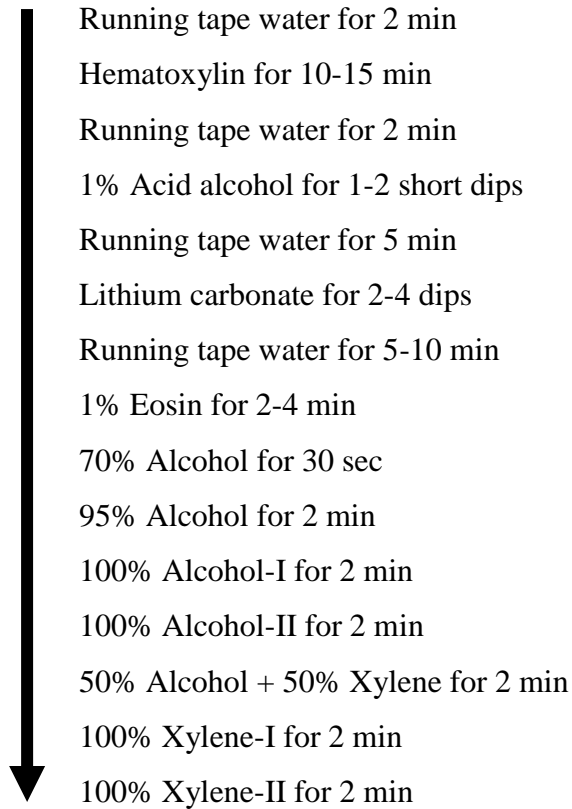 Running tape water for 2 min
Hematoxylin for 10-15 min
Running tape water for 2 min
1% Acid alcohol for 1-2 short dips
Running tape water for 5 min
Lithium carbonate for 2-4 dips
Running tape water for 5-10 min
1% Eosin for 2-4 min
70% Alcohol for 30 sec
95% Alcohol for 2 min
100% Alcohol-I for 2 min
100% Alcohol-II for 2 min
50% Alcohol + 50% Xylene for 2 min
100% Xylene-I for 2 min
100% Xylene-II for 2 min